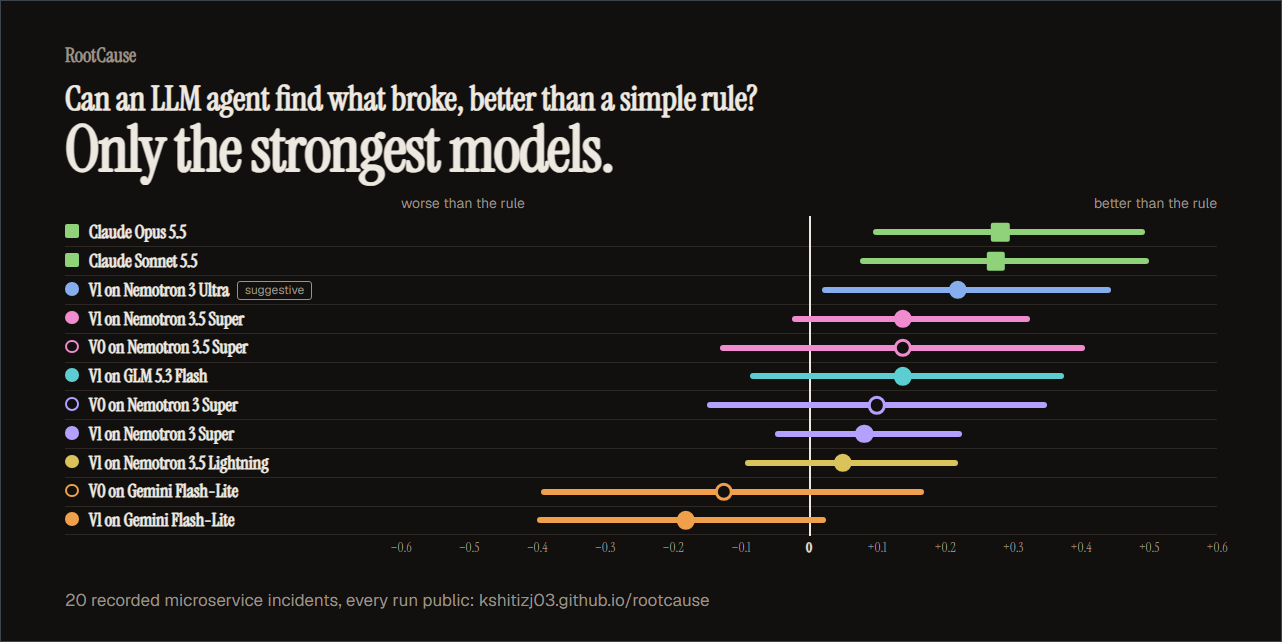 RootCause
Can an LLM agent find what broke, better than a simple rule?
Only the strongest models.
worse than the rule
better than the rule
Claude Opus 5.5
Claude Sonnet 5.5
V1 on Nemotron 3 Ultra suggestive
V1 on Nemotron 3.5 Super
V0 on Nemotron 3.5 Super
V1 on GLM 5.3 Flash
V0 on Nemotron 3 Super
V1 on Nemotron 3 Super
V1 on Nemotron 3.5 Lightning
V0 on Gemini Flash-Lite
V1 on Gemini Flash-Lite
−0.6 −0.5 −0.4 −0.3 −0.2 −0.1 0 +0.1 +0.2 +0.3 +0.4 +0.5 +0.6
20 recorded microservice incidents, every run public: kshitizj03.github.io/rootcause